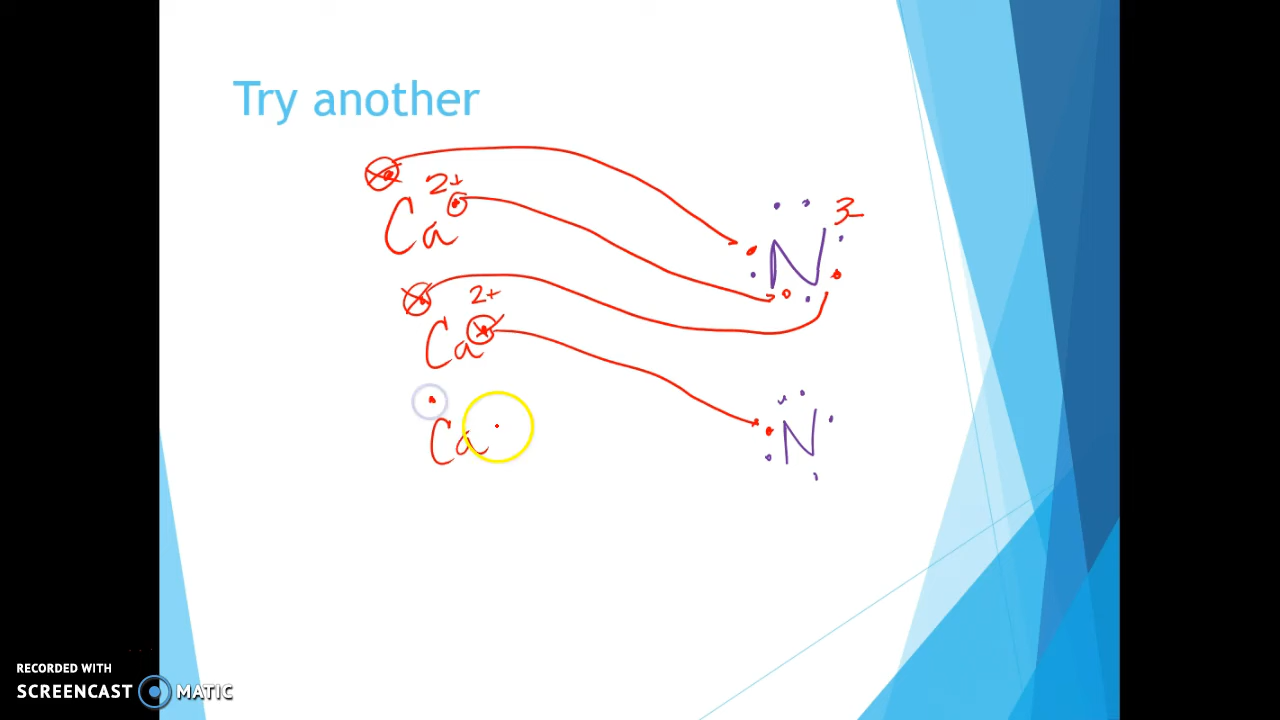 Try another
Ca 2+
N 3-
Ca 2+
Ca
N
RECORDED WITH
SCREENCAST MATIC